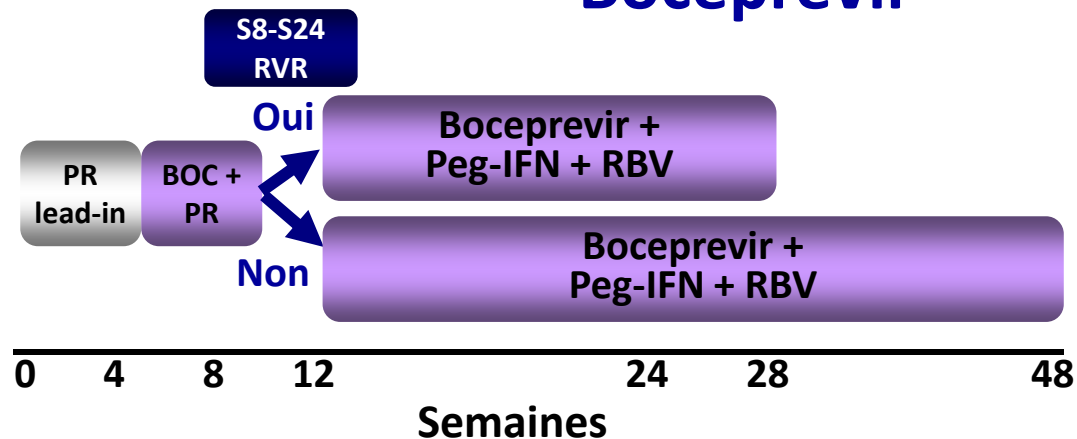 Boceprevir
S8-S24
RVR
Oui
Boceprevir +
Peg-IFN + RBV
PR
lead-in
BOC +
PR
Non
Boceprevir +
Peg-IFN + RBV
0 4 8 12 24 28 48
Semaines